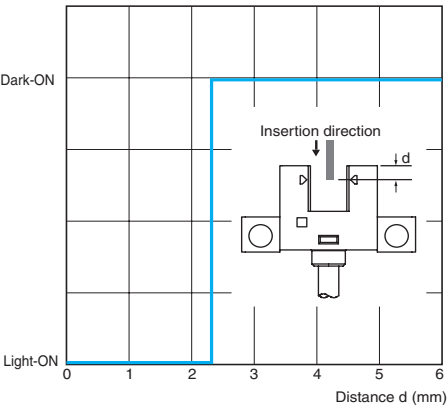 Dark-ON
Insertion direction
d
Light-ON
0 1 2 3 4 5 6
Distance d (mm)